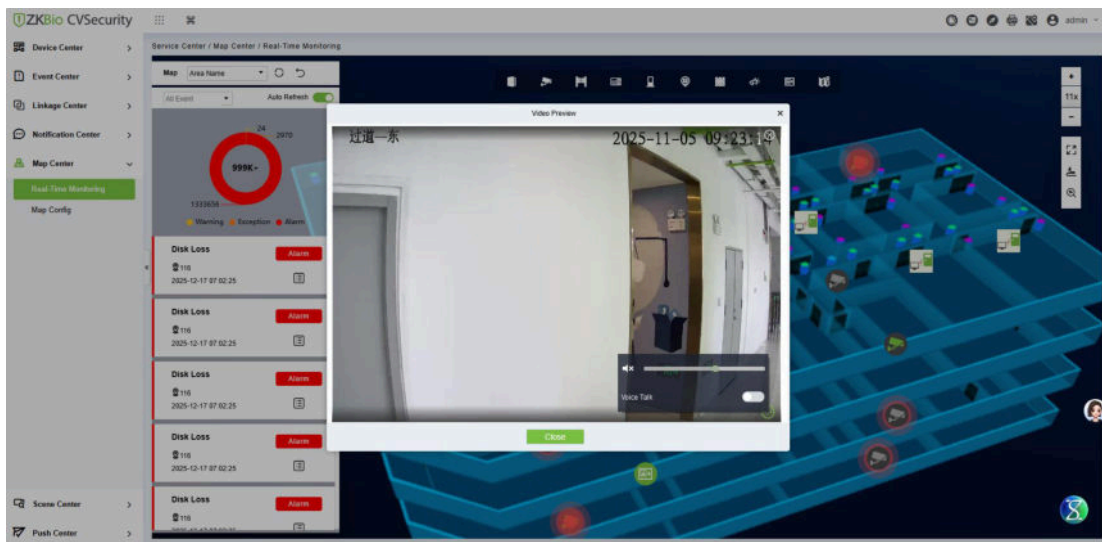 ZKBio CVSecurity
admin
Device Center
Event Center
Linkage Center
Notification Center
Map Center
Real-Time Monitoring
Map Config
Scene Center
Push Center
Service Center / Map Center / Real-Time Monitoring
Map Area Name
All Event Auto Refresh
24
2970
999K+
Warning Exception Alarm
Disk Loss
Alarm
116
2025-12-17 07:02:25
Disk Loss
Alarm
116
2025-12-17 07:02:25
Disk Loss
Alarm
116
2025-12-17 07:02:25
Disk Loss
Alarm
116
2025-12-17 07:02:25
Disk Loss
Alarm
116
Video Preview
过道—东
2025-11-05 09:23:14
Voice Talk
Close
11x